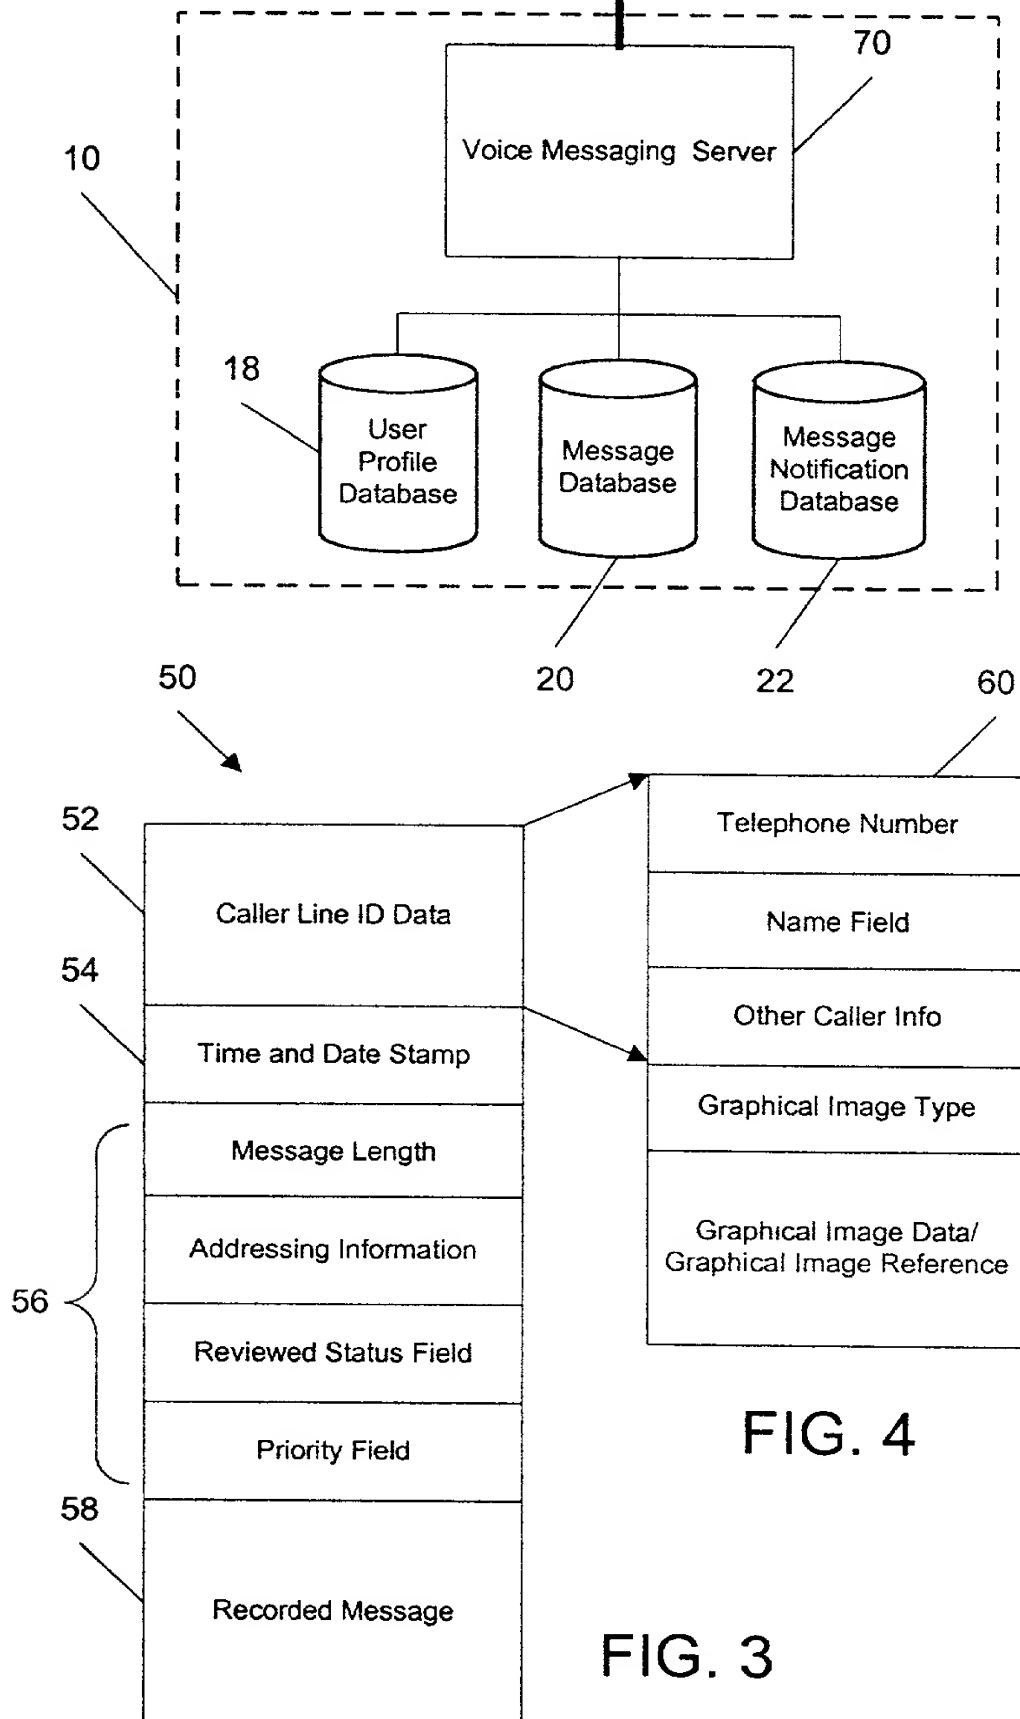 70
Voice Messaging Server
10
18
User
Profile
Database
Message
Database
Message
Notification
Database
50
20
22
60
52
Caller Line ID Data
54
Time and Date Stamp
Message Length
Addressing Information
56
Reviewed Status Field
Priority Field
58
Recorded Message
Telephone Number
Name Field
Other Caller Info
Graphical Image Type
Graphical Image Data/
Graphical Image Reference
FIG. 4
FIG. 3